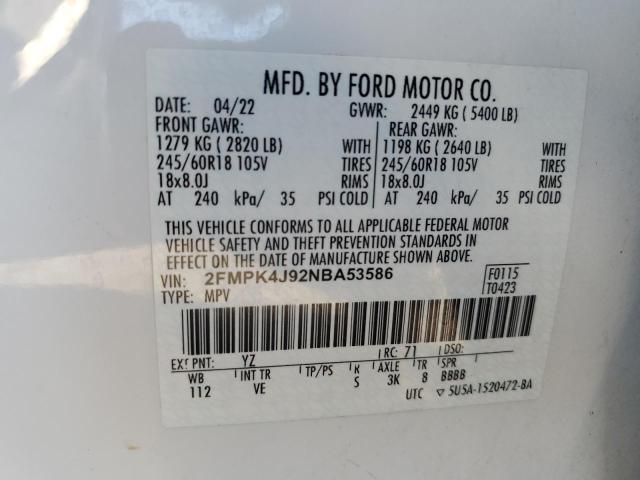 MFD. BY FORD MOTOR CO.
DATE: 04/22 GVWR: 2449 KG ( 5400 LB)
FRONT GAWR: REAR GAWR:
1279 KG ( 2820 LB) WITH 1198 KG ( 2640 LB) WITH
245/60R18 105V TIRES 245/60R18 105V TIRES
18x8.0J RIMS 18x8.0J RIMS
AT 240 kPa/ 35 PSI COLD AT 240 kPa/ 35 PSI COLD
THIS VEHICLE CONFORMS TO ALL APPLICABLE FEDERAL MOTOR
VEHICLE SAFETY AND THEFT PREVENTION STANDARDS IN
EFFECT ON THE DATE OF MANUFACTURE SHOWN ABOVE.
VIN: 2FMPK4J92NBA53586 F0115
TYPE: MPV T0423
EXT PNT: YZ RC: 71 DSO:
WB INT TR TP/PS R AXLE TR SPR
112 VE S 3K 8 BBBB
UTC ▽ 5U5A-1520472-BA